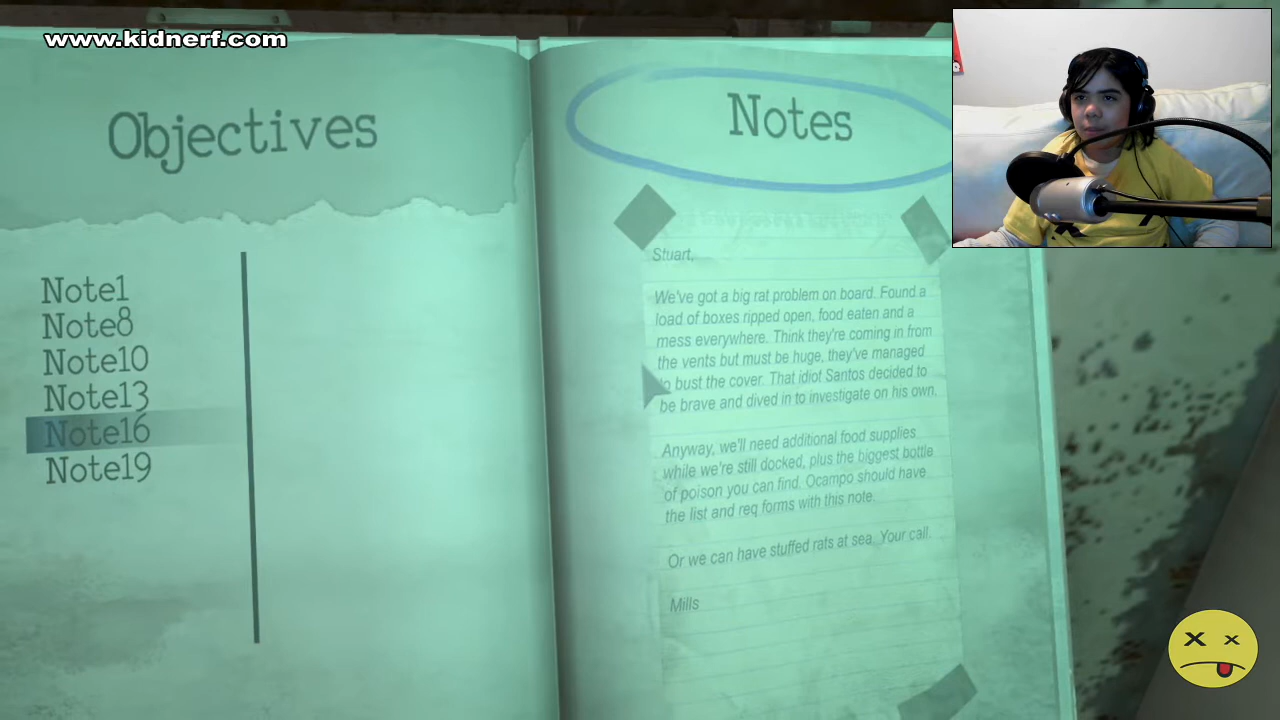 www.kidnerf.com
Objectives
Note1
Note8
Note10
Note13
Note16
Note19
Notes
Stuart,
We've got a big rat problem on board. Found a
load of boxes ripped open, food eaten and a
mess everywhere. Think they're coming in from
the vents but must be huge, they've managed
to bust the cover. That idiot Santos decided to
be brave and dived in to investigate on his own.
Anyway, we'll need additional food supplies
while we're still docked, plus the biggest bottle
of poison you can find. Ocampo should have
the list and req forms with this note.
Or we can have stuffed rats at sea. Your call.
Mills